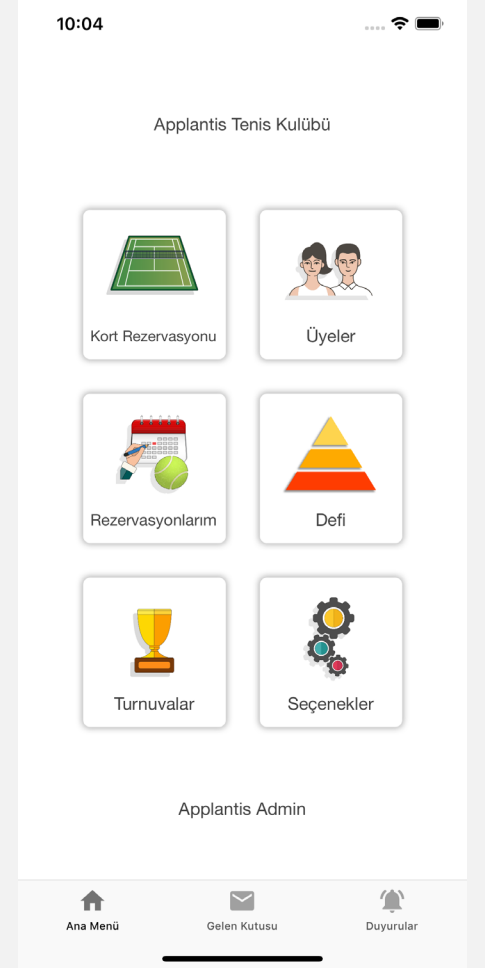 10:04
Applantis Tenis Kulübü
Kort Rezervasyonu
Üyeler
Rezervasyonlarım
Defi
Turnuvalar
Seçenekler
Applantis Admin
Ana Menü
Gelen Kutusu
Duyurular